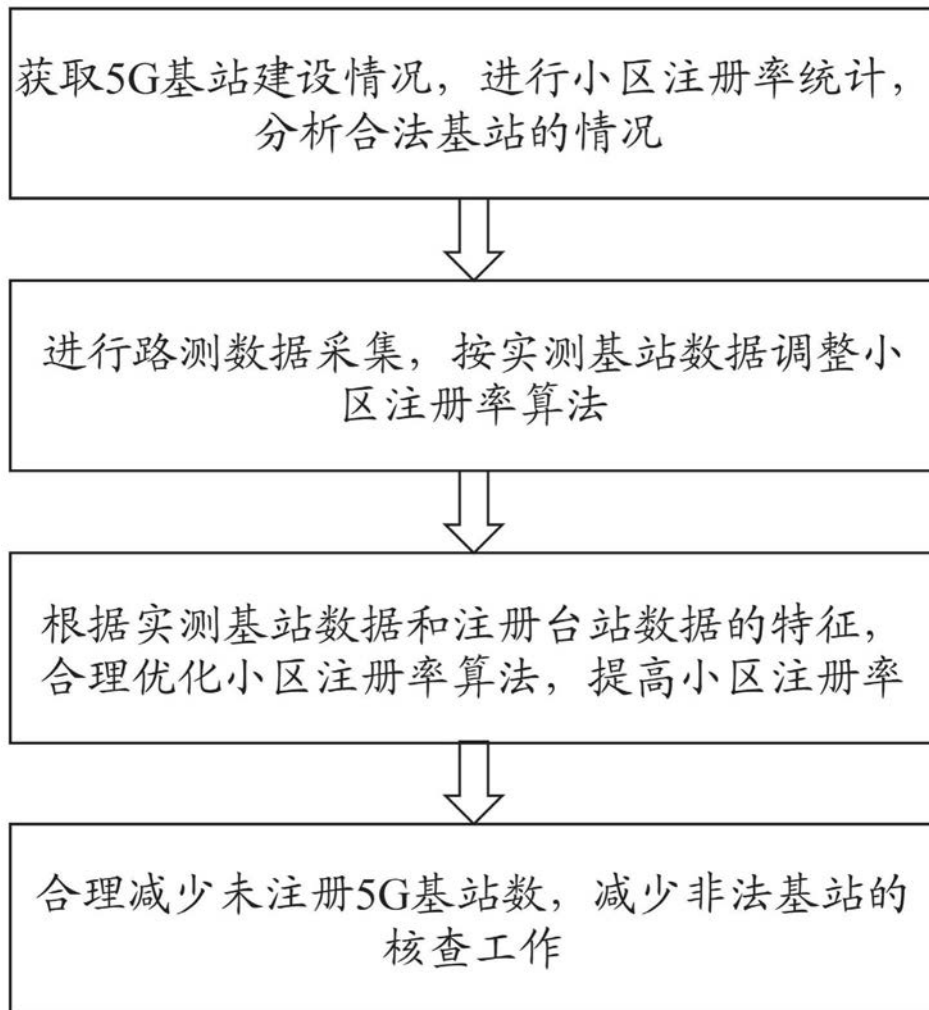 获取5G基站建设情况，进行小区注册率统计，
分析合法基站的情况
进行路测数据采集，按实测基站数据调整小
区注册率算法
根据实测基站数据和注册台站数据的特征，
合理优化小区注册率算法，提高小区注册率
合理减少未注册5G基站数，减少非法基站的
核查工作